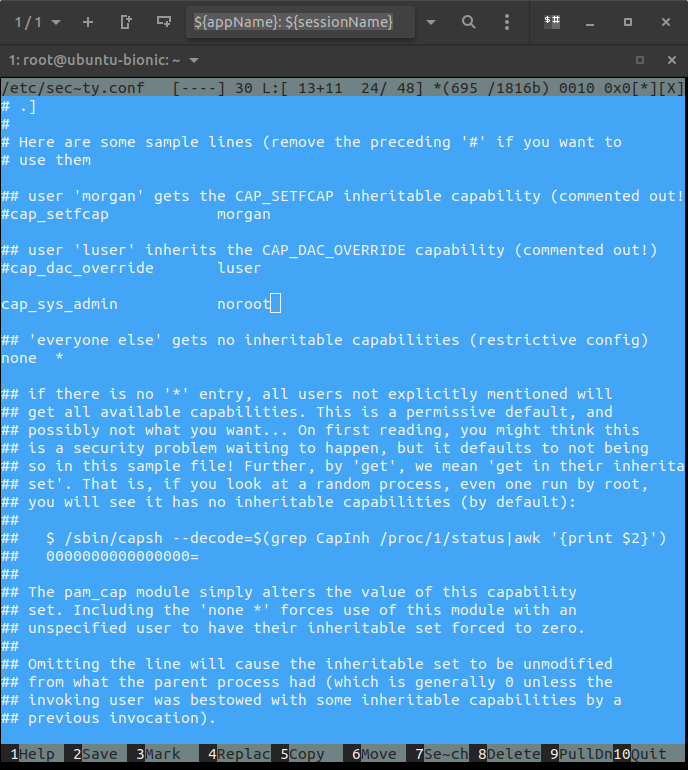 1 / 1
${appName}: ${sessionName}
$#
1: root@ubuntu-bionic: ~
/etc/sec~ty.conf   [----] 30 L:[ 13+11  24/ 48] *(695 /1816b) 0010 0x0[*][X]
# .]
#
# Here are some sample lines (remove the preceding '#' if you want to
# use them
## user 'morgan' gets the CAP_SETFCAP inheritable capability (commented out!
#cap_setfcap            morgan
## user 'luser' inherits the CAP_DAC_OVERRIDE capability (commented out!)
#cap_dac_override       luser
cap_sys_admin           noroot
## 'everyone else' gets no inheritable capabilities (restrictive config)
none  *
## if there is no '*' entry, all users not explicitly mentioned will
## get all available capabilities. This is a permissive default, and
## possibly not what you want... On first reading, you might think this
## is a security problem waiting to happen, but it defaults to not being
## so in this sample file! Further, by 'get', we mean 'get in their inherita
## set'. That is, if you look at a random process, even one run by root,
## you will see it has no inheritable capabilities (by default):
##
##   $ /sbin/capsh --decode=$(grep CapInh /proc/1/status|awk '{print $2}')
##   0000000000000000=
##
## The pam_cap module simply alters the value of this capability
## set. Including the 'none *' forces use of this module with an
## unspecified user to have their inheritable set forced to zero.
##
## Omitting the line will cause the inheritable set to be unmodified
## from what the parent process had (which is generally 0 unless the
## invoking user was bestowed with some inheritable capabilities by a
## previous invocation).
1Help  2Save  3Mark   4Replac 5Copy   6Move  7Se~ch 8Delete 9PullDn 10Quit